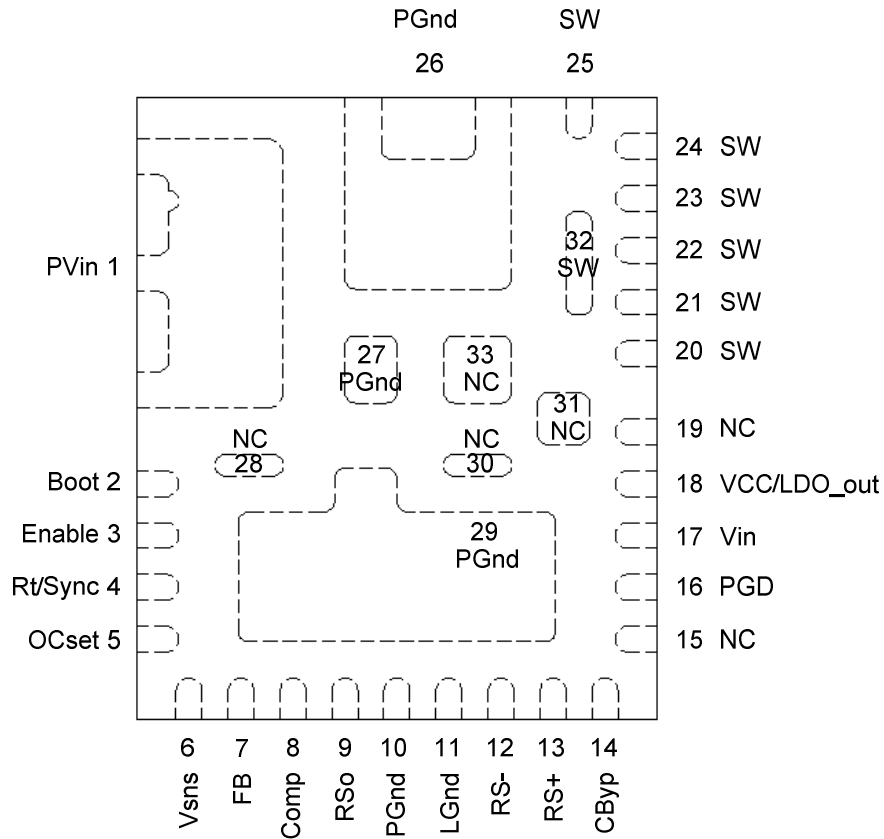 PGnd
26
SW
25
24 SW
23 SW
22 SW
21 SW
20 SW
19 NC
18 VCC/LDO_out
17 Vin
16 PGD
15 NC
PVin 1
Boot 2
Enable 3
Rt/Sync 4
OCset 5
32
SW
27
PGnd
33
NC
31
NC
NC
28
NC
30
29
PGnd
6 7 8 9 10 11 12 13 14
Vsns
FB
Comp
RSo
PGnd
LGnd
RS-
RS+
CByp